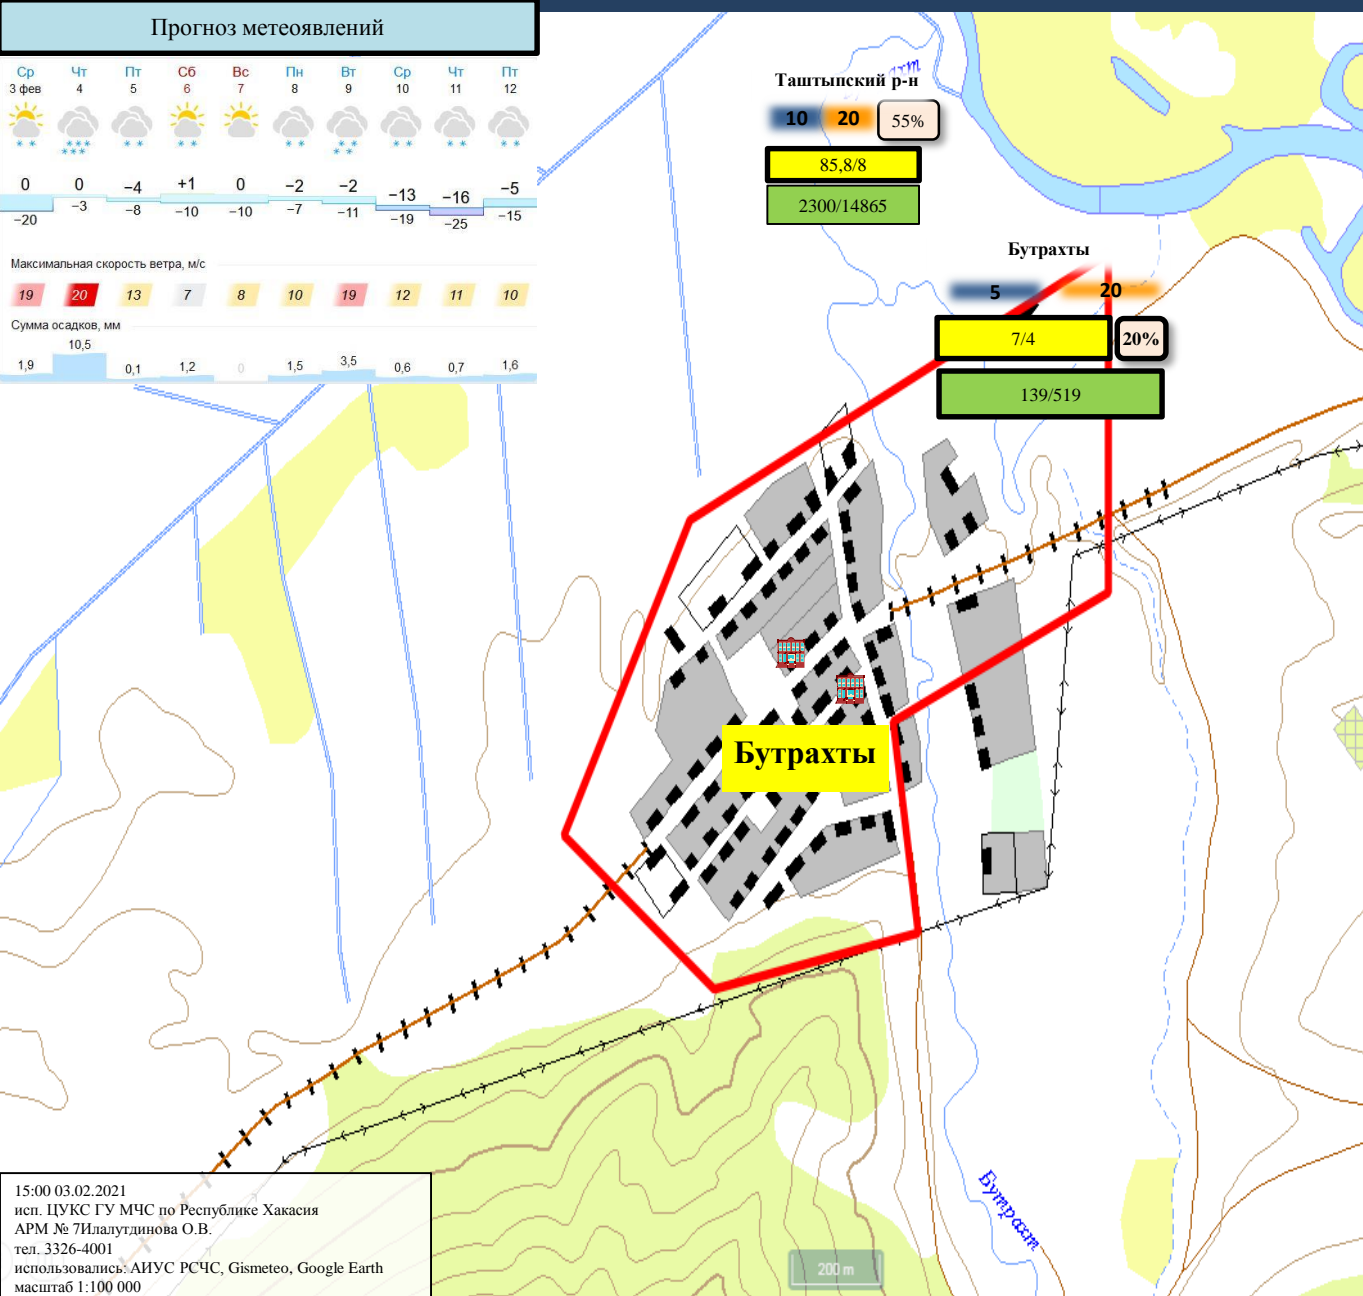 Прогноз метеоявлений
Ср Чт Пт Сб Вс Пн Вт Ср Чт Пт
3 фев 4 5 6 7 8 9 10 11 12
0 0 −4 +1 0 −2 −2 −13 −16 −5
−20 −3 −8 −10 −10 −7 −11 −19 −25 −15
Максимальная скорость ветра, м/с
19 20 13 7 8 10 19 12 11 10
Сумма осадков, мм
1,9 10,5 0,1 1,2 0 1,5 3,5 0,6 0,7 1,6
Таштыпский р-н
10 20 55%
85,8/8
2300/14865
Бутрахты
5 20
7/4 20%
139/519
Бутрахты
Бутрахт
200 m
15:00 03.02.2021
исп. ЦУКС ГУ МЧС по Республике Хакасия
АРМ № 7Илалутдинова О.В.
тел. 3326-4001
использовались: АИУС РСЧС, Gismeteo, Google Earth
масштаб 1:100 000